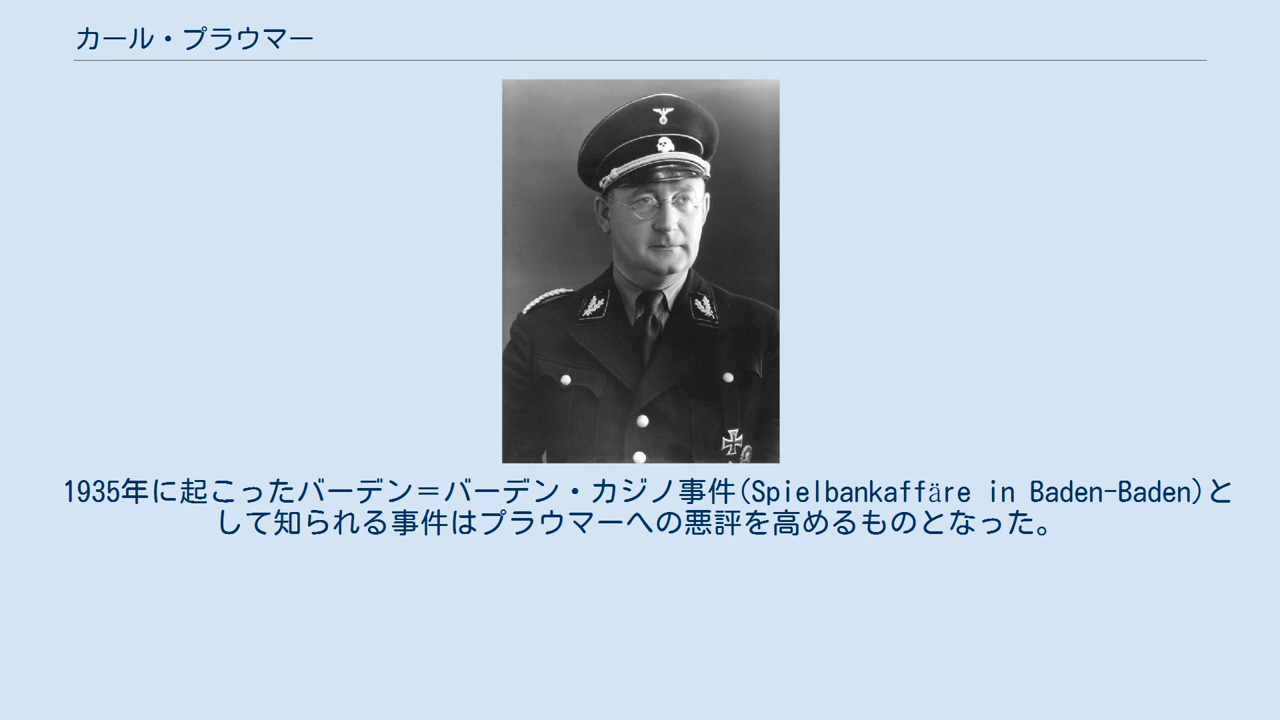 カール・プラウマー
1935年に起こったバーデン＝バーデン・カジノ事件(Spielbankaffäre in Baden-Baden)と
して知られる事件はプラウマーへの悪評を高めるものとなった。